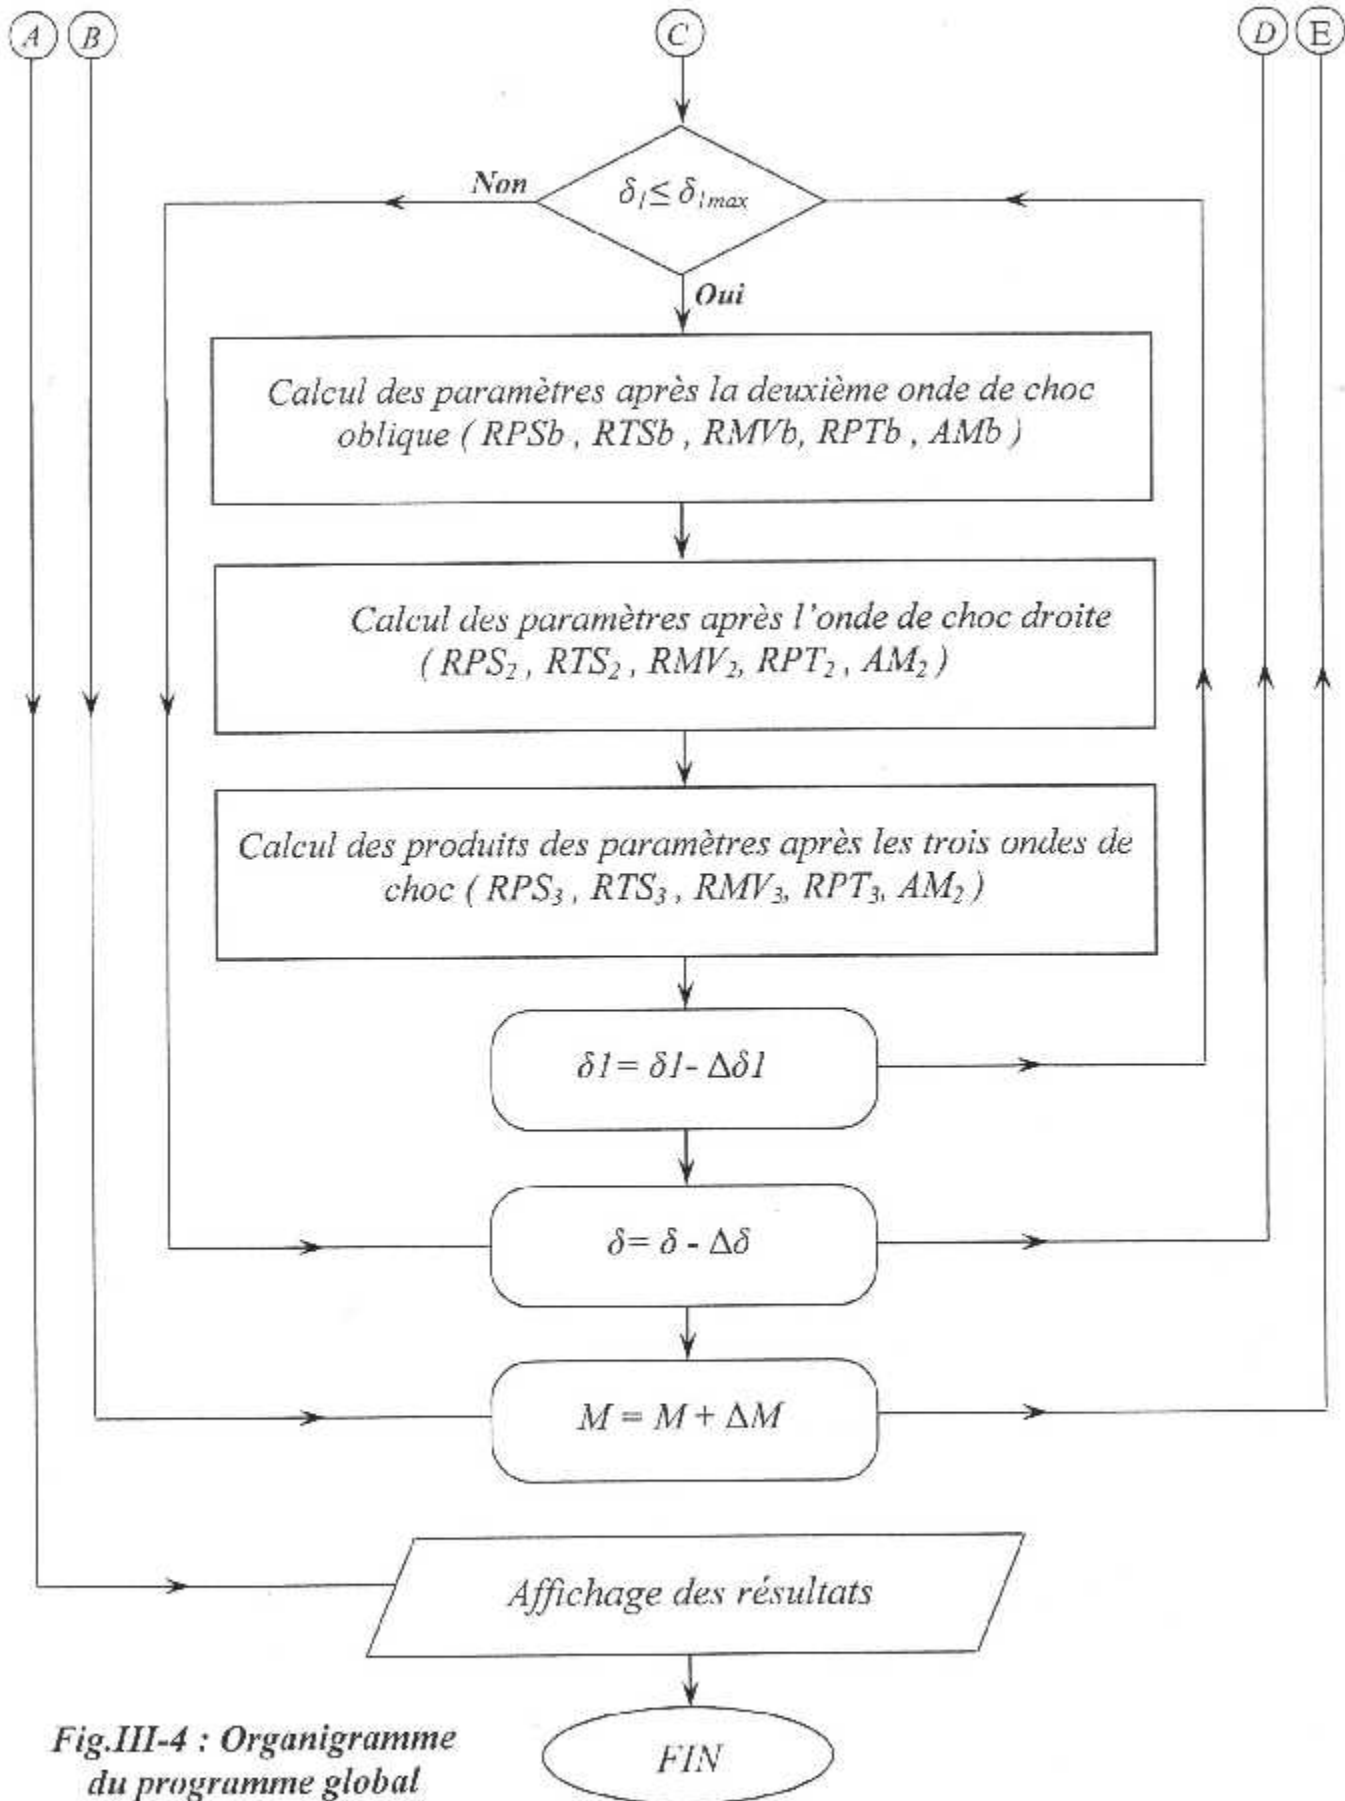 A B C D E
Non
δ₁ ≤ δ₁max
Oui
Calcul des paramètres après la deuxième onde de choc
oblique ( RPSb , RTSb , RMVb, RPTb , AMb )
Calcul des paramètres après l'onde de choc droite
( RPS₂ , RTS₂ , RMV₂, RPT₂ , AM₂ )
Calcul des produits des paramètres après les trois ondes de
choc ( RPS₃ , RTS₃ , RMV₃, RPT₃, AM₂ )
δ1= δ1- Δδ1
δ= δ - Δδ
M = M + ΔM
Affichage des résultats
Fig.III-4 : Organigramme
du programme global
FIN